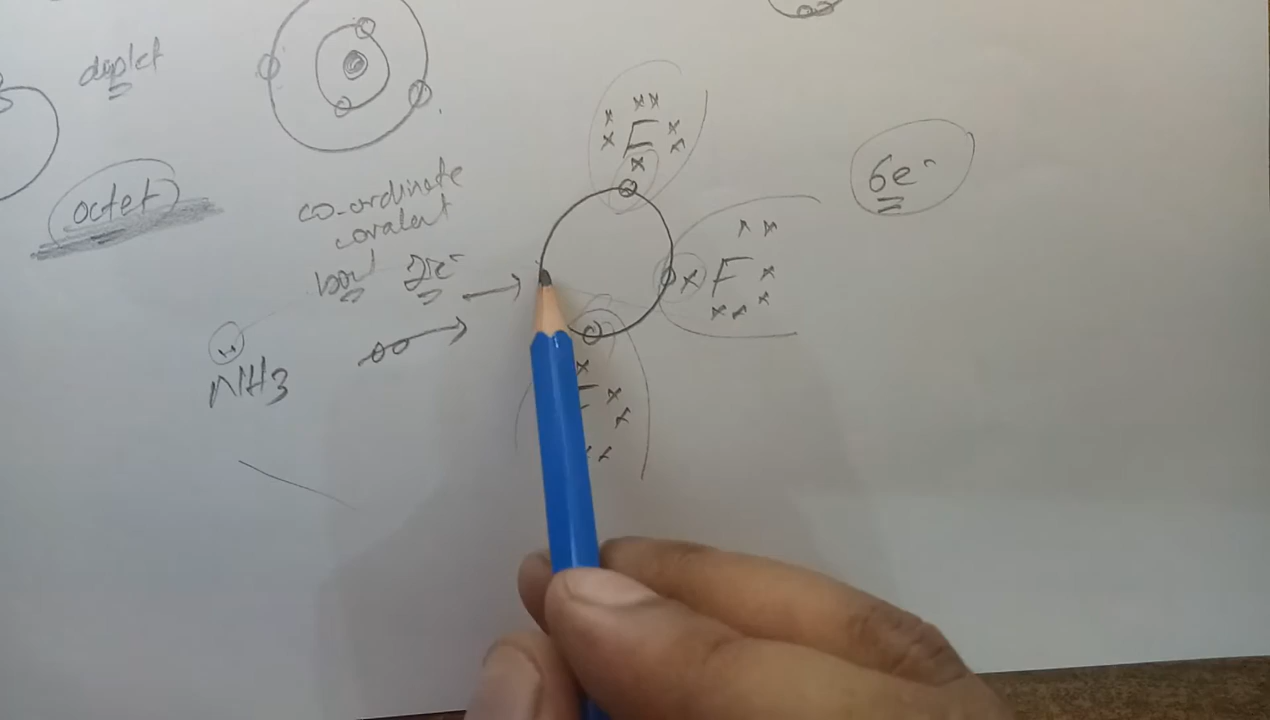 duplet
octet
co-ordinate
covalent
bond 2e-
NH3
F
F
6e-